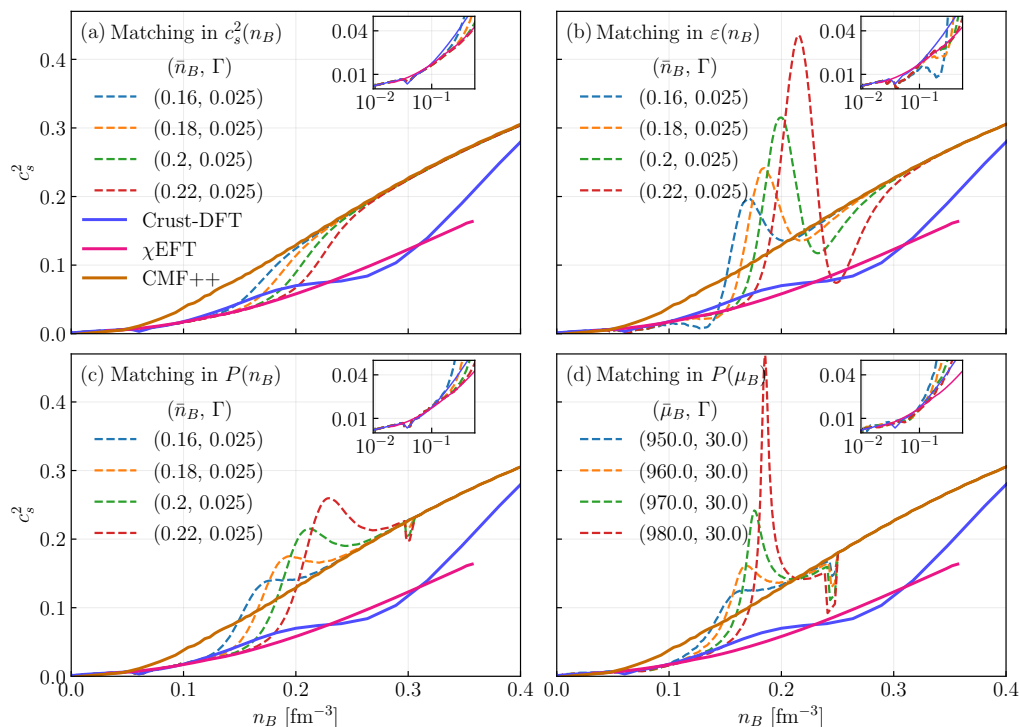 (a) Matching in $c_s^2(n_B)$
($\bar{n}_B$, Γ)
(0.16, 0.025)
(0.18, 0.025)
(0.2, 0.025)
(0.22, 0.025)
Crust-DFT
χEFT
CMF++
0.04
0.01
$10^{-2}$ $10^{-1}$
$c_s^2$
0.4
0.3
0.2
0.1
0.0
(b) Matching in $\varepsilon(n_B)$
($\bar{n}_B$, Γ)
(0.16, 0.025)
(0.18, 0.025)
(0.2, 0.025)
(0.22, 0.025)
0.04
0.01
$10^{-2}$ $10^{-1}$
(c) Matching in $P(n_B)$
($\bar{n}_B$, Γ)
(0.16, 0.025)
(0.18, 0.025)
(0.2, 0.025)
(0.22, 0.025)
0.04
0.01
$10^{-2}$ $10^{-1}$
$c_s^2$
0.4
0.3
0.2
0.1
0.0
0.0 0.1 0.2 0.3 0.4
$n_B$ [fm$^{-3}$]
(d) Matching in $P(\mu_B)$
($\bar{\mu}_B$, Γ)
(950.0, 30.0)
(960.0, 30.0)
(970.0, 30.0)
(980.0, 30.0)
0.04
0.01
$10^{-2}$ $10^{-1}$
0.1 0.2 0.3 0.4
$n_B$ [fm$^{-3}$]